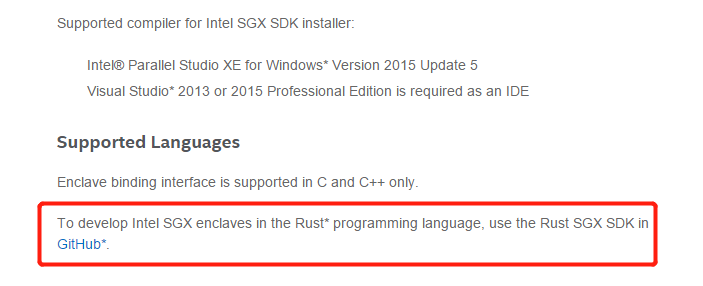 Supported compiler for Intel SGX SDK installer:
Intel® Parallel Studio XE for Windows* Version 2015 Update 5
Visual Studio* 2013 or 2015 Professional Edition is required as an IDE
Supported Languages
Enclave binding interface is supported in C and C++ only.
To develop Intel SGX enclaves in the Rust* programming language, use the Rust SGX SDK in
GitHub*.